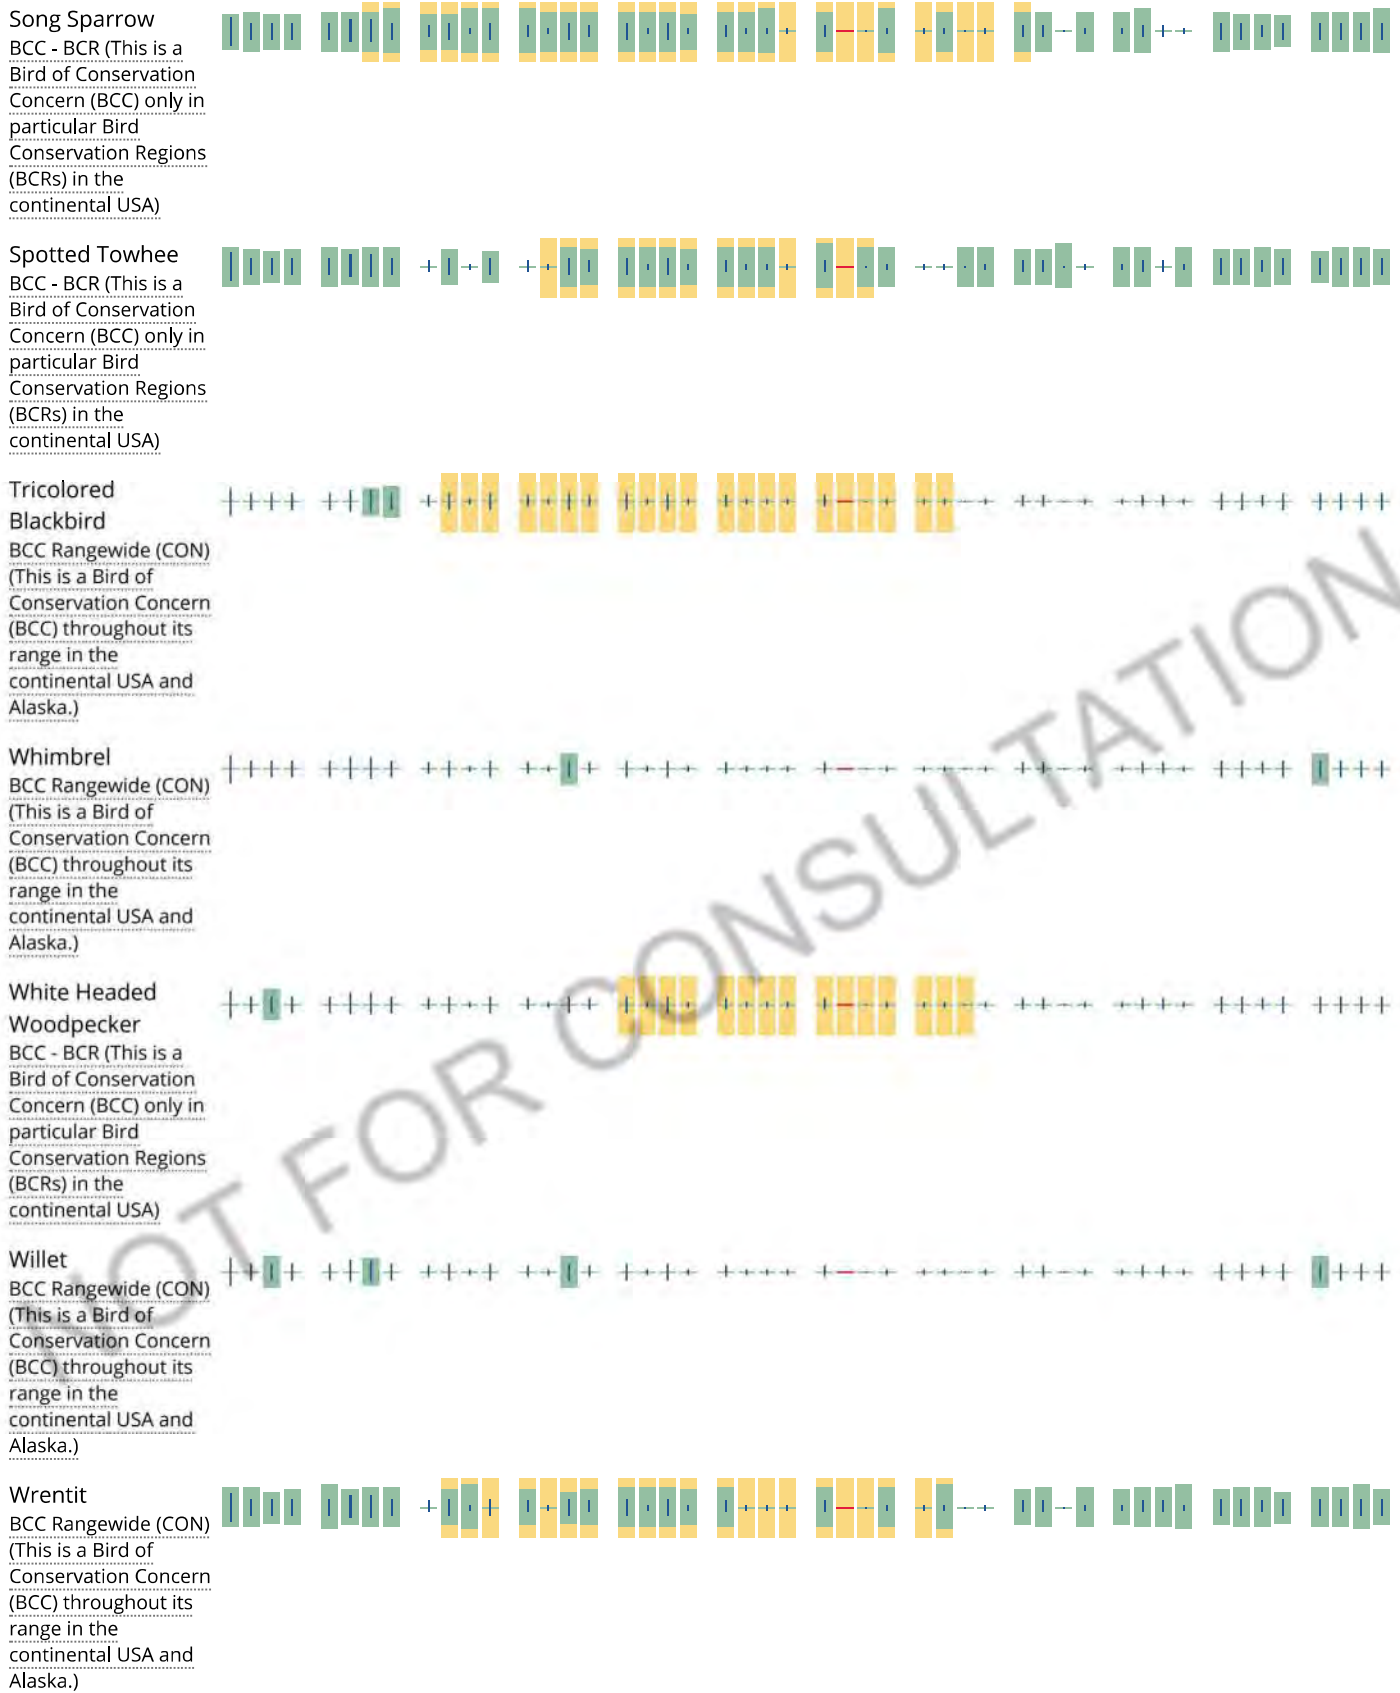 Song Sparrow
BCC - BCR (This is a
Bird of Conservation
Concern (BCC) only in
particular Bird
Conservation Regions
(BCRs) in the
continental USA)
Spotted Towhee
BCC - BCR (This is a
Bird of Conservation
Concern (BCC) only in
particular Bird
Conservation Regions
(BCRs) in the
continental USA)
Tricolored
Blackbird
BCC Rangewide (CON)
(This is a Bird of
Conservation Concern
(BCC) throughout its
range in the
continental USA and
Alaska.)
Whimbrel
BCC Rangewide (CON)
(This is a Bird of
Conservation Concern
(BCC) throughout its
range in the
continental USA and
Alaska.)
White Headed
Woodpecker
BCC - BCR (This is a
Bird of Conservation
Concern (BCC) only in
particular Bird
Conservation Regions
(BCRs) in the
continental USA)
Willet
BCC Rangewide (CON)
(This is a Bird of
Conservation Concern
(BCC) throughout its
range in the
continental USA and
Alaska.)
Wrentit
BCC Rangewide (CON)
(This is a Bird of
Conservation Concern
(BCC) throughout its
range in the
continental USA and
Alaska.)
NOT FOR CONSULTATION